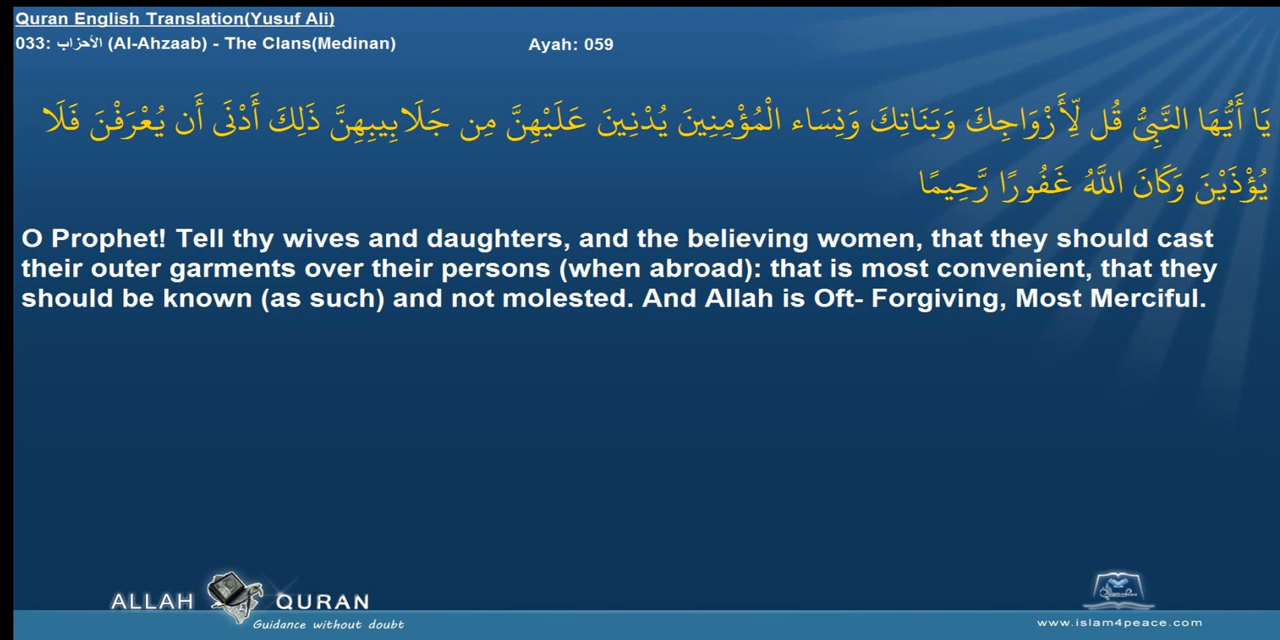 Quran English Translation(Yusuf Ali)
033: الأحزاب (Al-Ahzaab) - The Clans(Medinan) Ayah: 059
يَا أَيُّهَا النَّبِيُّ قُل لِّأَزْوَاجِكَ وَبَنَاتِكَ وَنِسَاء الْمُؤْمِنِينَ يُدْنِينَ عَلَيْهِنَّ مِن جَلَابِيبِهِنَّ ذَلِكَ أَدْنَى أَن يُعْرَفْنَ فَلَا
يُؤْذَيْنَ وَكَانَ اللَّهُ غَفُورًا رَّحِيمًا
O Prophet! Tell thy wives and daughters, and the believing women, that they should cast
their outer garments over their persons (when abroad): that is most convenient, that they
should be known (as such) and not molested. And Allah is Oft- Forgiving, Most Merciful.
ALLAH QURAN
Guidance without doubt
www.islam4peace.com